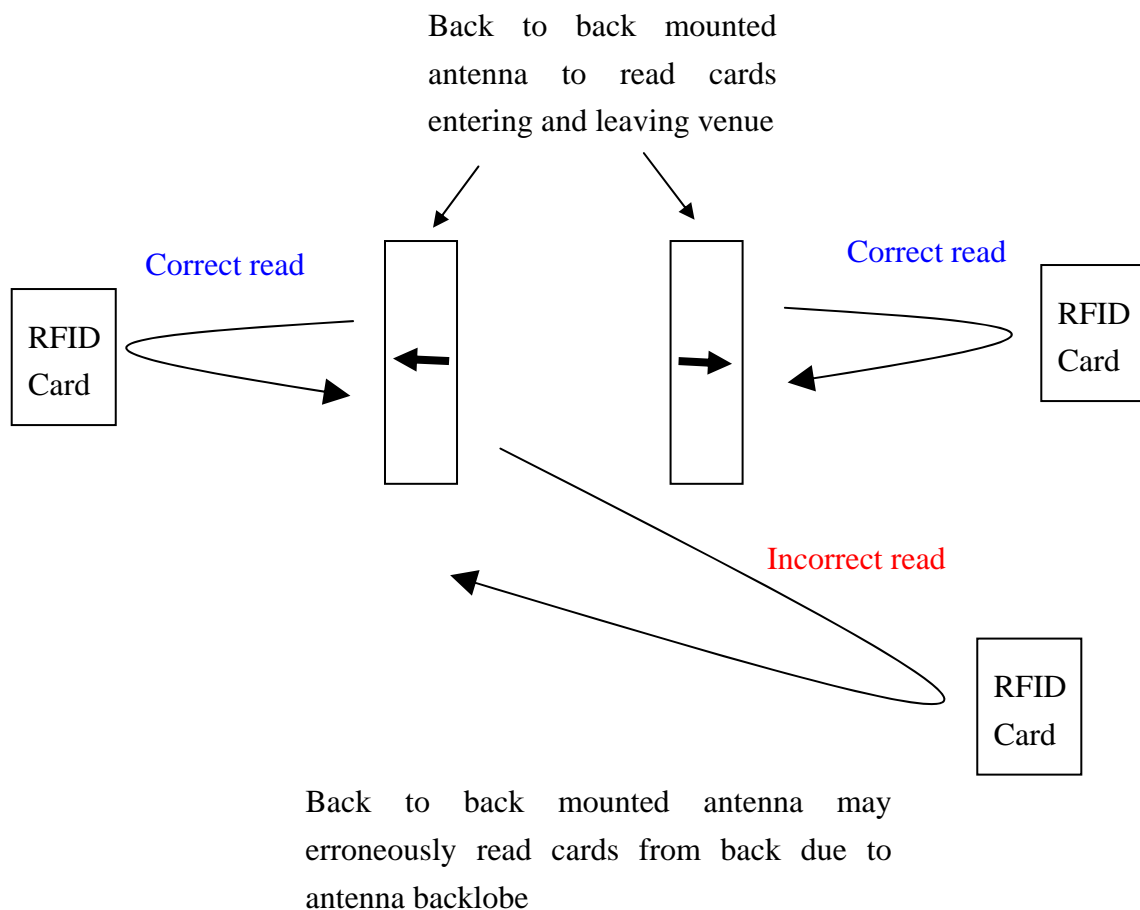 Back to back mounted
antenna to read cards
entering and leaving venue
Correct read
Correct read
RFID
Card
RFID
Card
Incorrect read
RFID
Card
Back to back mounted antenna may
erroneously read cards from back due to
antenna backlobe